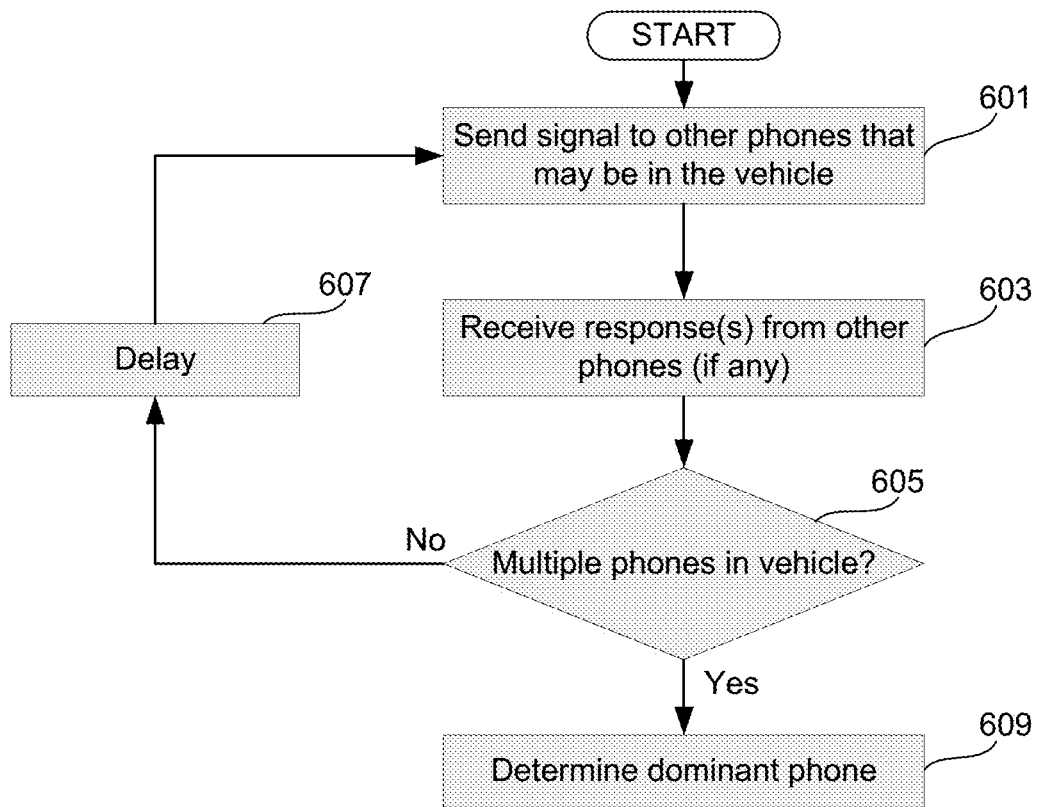 START
601
Send signal to other phones that
may be in the vehicle
607
603
Delay
Receive response(s) from other
phones (if any)
605
No
Multiple phones in vehicle?
Yes
609
Determine dominant phone